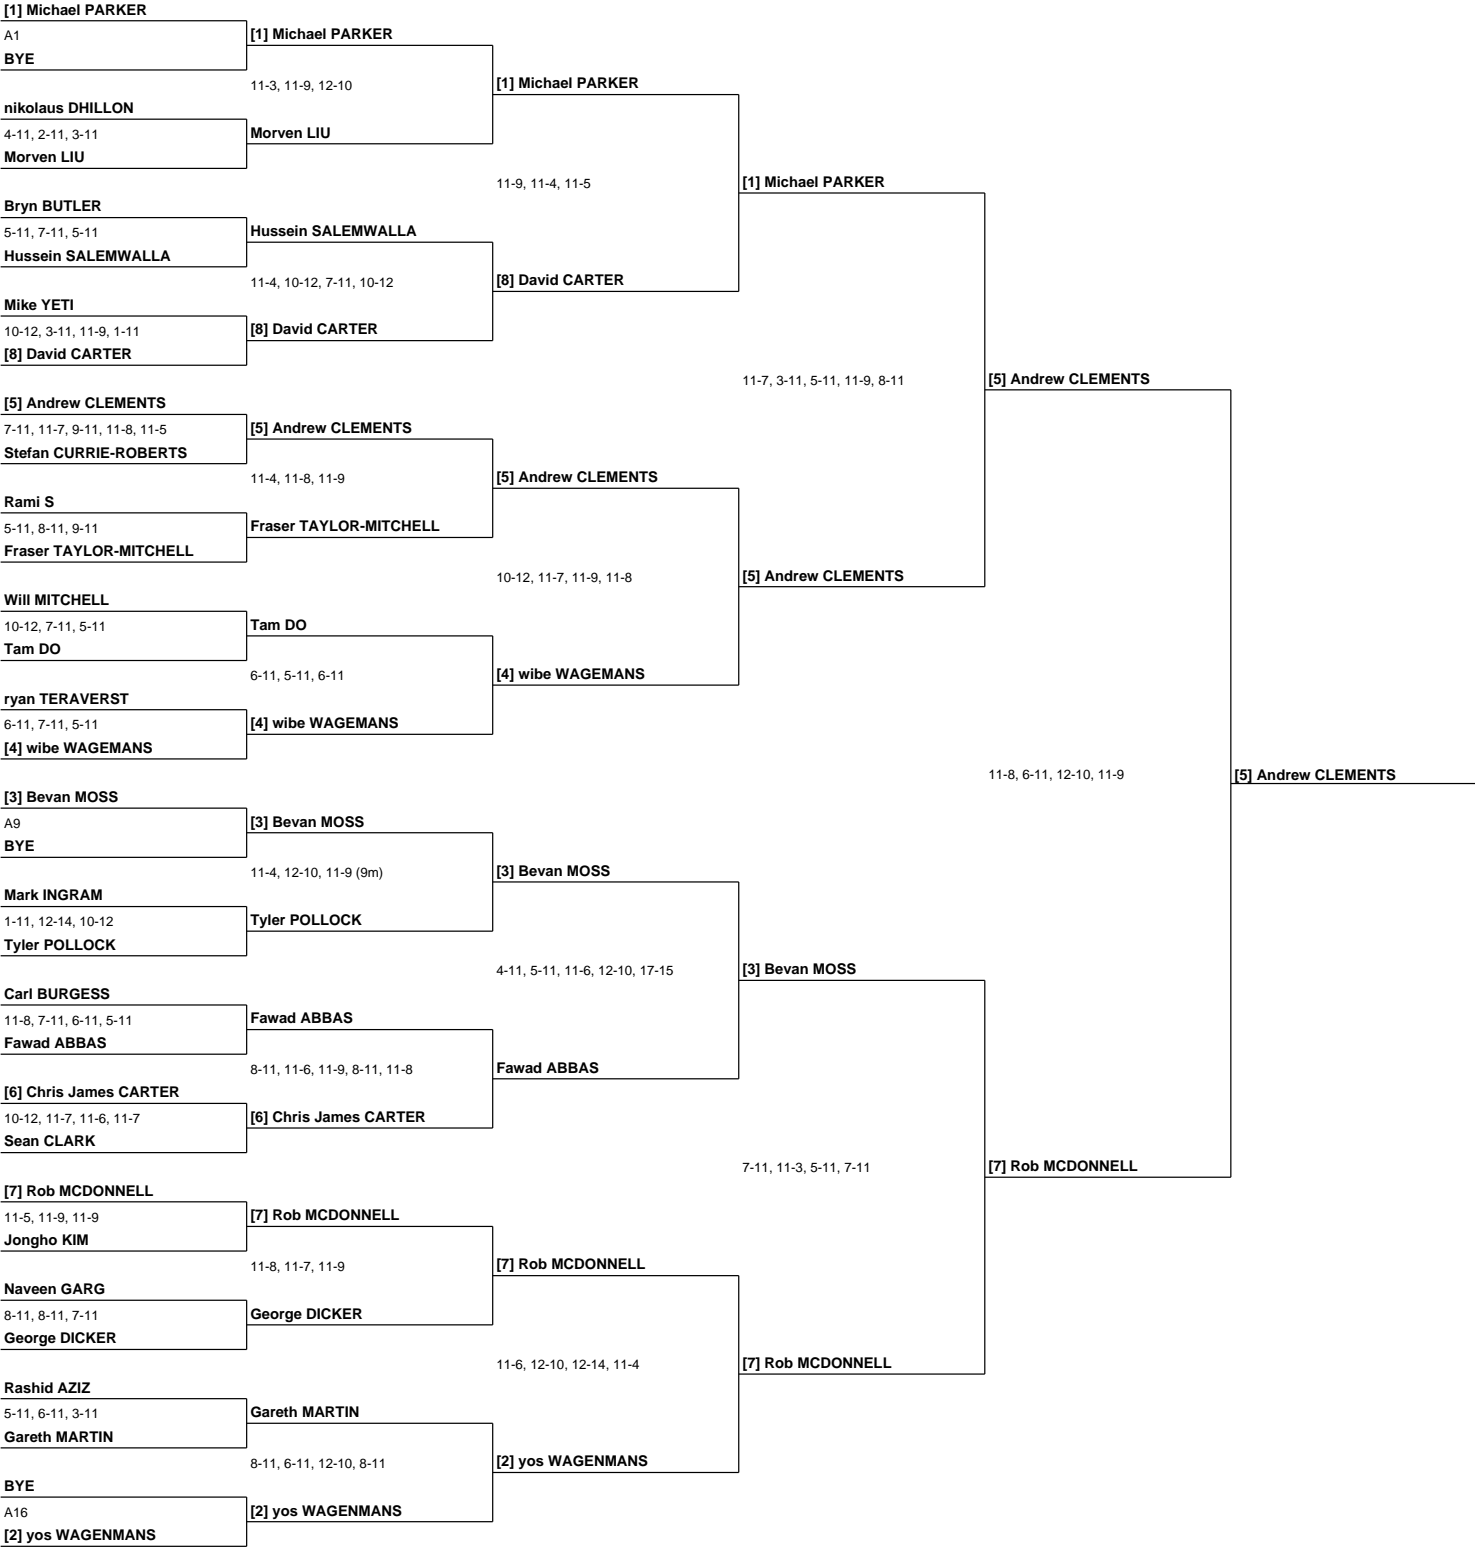 [1] Michael PARKER
A1
BYE
nikolaus DHILLON
4-11, 2-11, 3-11
Morven LIU
Bryn BUTLER
5-11, 7-11, 5-11
Hussein SALEMWALLA
Mike YETI
10-12, 3-11, 11-9, 1-11
[8] David CARTER
[5] Andrew CLEMENTS
7-11, 11-7, 9-11, 11-8, 11-5
Stefan CURRIE-ROBERTS
Rami S
5-11, 8-11, 9-11
Fraser TAYLOR-MITCHELL
Will MITCHELL
10-12, 7-11, 5-11
Tam DO
ryan TERAVERST
6-11, 7-11, 5-11
[4] wibe WAGEMANS
[3] Bevan MOSS
A9
BYE
Mark INGRAM
1-11, 12-14, 10-12
Tyler POLLOCK
Carl BURGESS
11-8, 7-11, 6-11, 5-11
Fawad ABBAS
[6] Chris James CARTER
10-12, 11-7, 11-6, 11-7
Sean CLARK
[7] Rob MCDONNELL
11-5, 11-9, 11-9
Jongho KIM
Naveen GARG
8-11, 8-11, 7-11
George DICKER
Rashid AZIZ
5-11, 6-11, 3-11
Gareth MARTIN
BYE
A16
[2] yos WAGENMANS
[1] Michael PARKER
11-3, 11-9, 12-10
Morven LIU
Hussein SALEMWALLA
11-4, 10-12, 7-11, 10-12
[8] David CARTER
[5] Andrew CLEMENTS
11-4, 11-8, 11-9
Fraser TAYLOR-MITCHELL
Tam DO
6-11, 5-11, 6-11
[4] wibe WAGEMANS
[3] Bevan MOSS
11-4, 12-10, 11-9 (9m)
Tyler POLLOCK
Fawad ABBAS
8-11, 11-6, 11-9, 8-11, 11-8
[6] Chris James CARTER
[7] Rob MCDONNELL
11-8, 11-7, 11-9
George DICKER
Gareth MARTIN
8-11, 6-11, 12-10, 8-11
[2] yos WAGENMANS
[1] Michael PARKER
11-9, 11-4, 11-5
[8] David CARTER
[5] Andrew CLEMENTS
10-12, 11-7, 11-9, 11-8
[4] wibe WAGEMANS
[3] Bevan MOSS
4-11, 5-11, 11-6, 12-10, 17-15
Fawad ABBAS
[7] Rob MCDONNELL
11-6, 12-10, 12-14, 11-4
[2] yos WAGENMANS
[1] Michael PARKER
11-7, 3-11, 5-11, 11-9, 8-11
[5] Andrew CLEMENTS
[3] Bevan MOSS
7-11, 11-3, 5-11, 7-11
[7] Rob MCDONNELL
[5] Andrew CLEMENTS
11-8, 6-11, 12-10, 11-9
[7] Rob MCDONNELL
[5] Andrew CLEMENTS